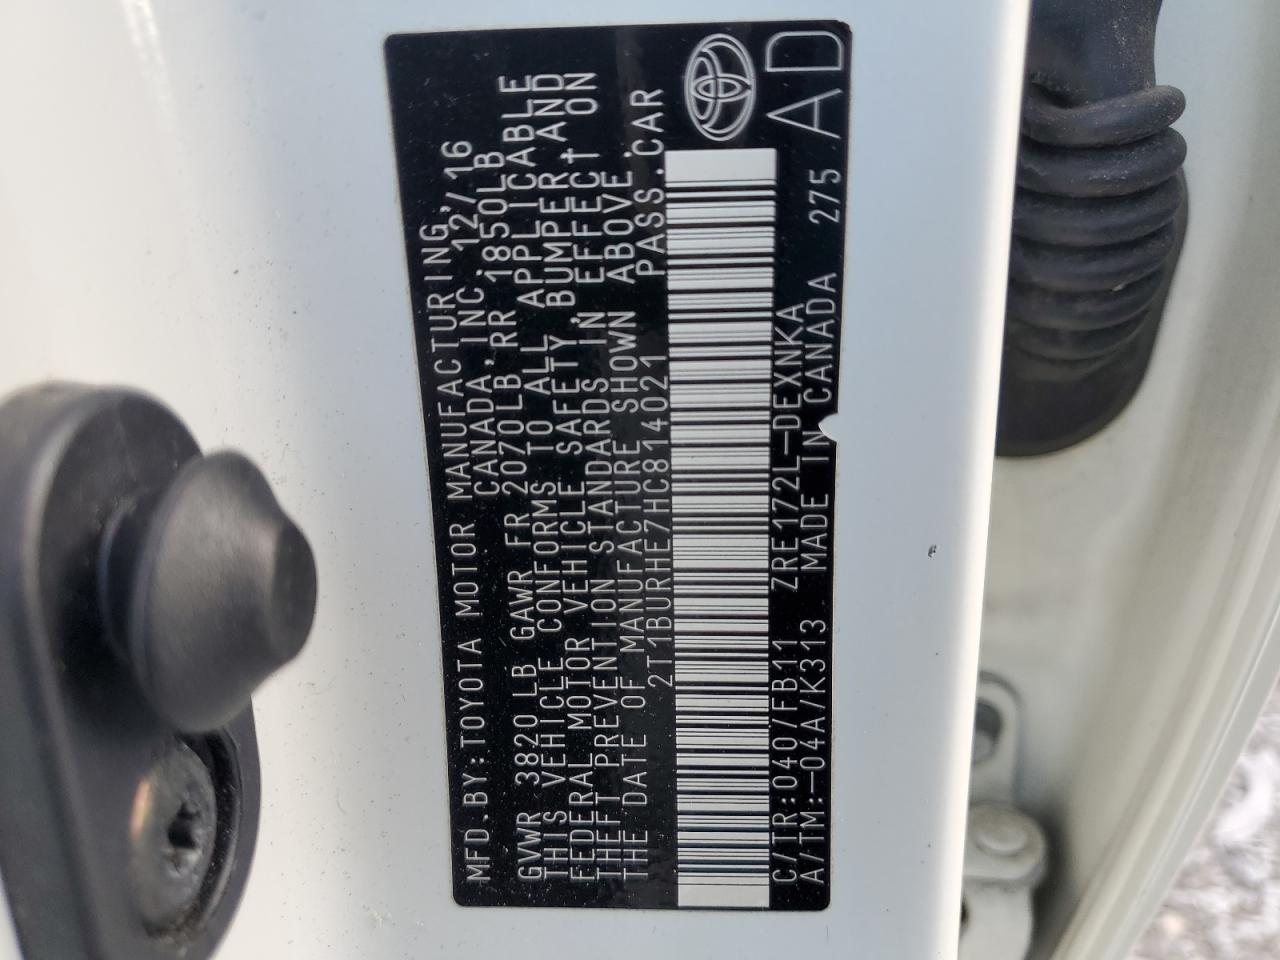 MFD.BY:TOYOTA MOTOR MANUFACTURING,
CANADA,INC. 12/16
GVWR 3820LB GAWR FR 2070LB,RR 1850LB
THIS VEHICLE CONFORMS TO ALL APPLICABLE
FEDERAL MOTOR VEHICLE SAFETY,BUMPER,AND
THEFT PREVENTION STANDARDS IN EFFECT ON
THE DATE OF MANUFACTURE SHOWN ABOVE.
2T1BURHE7HC814021 PASS.CAR
C/TR:040/FB11 ZRE172L-DEXNKA
A/TM:-04A/K313 MADE IN CANADA 275
AD